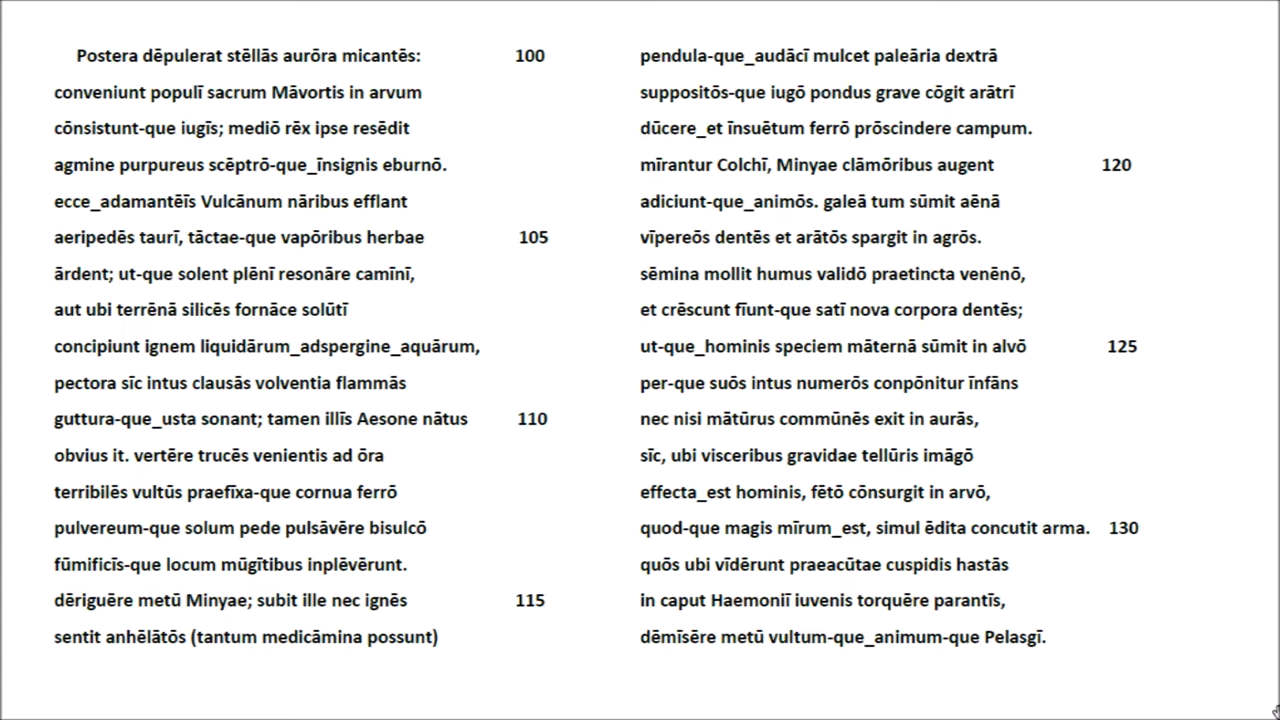 Postera dēpulerat stēllās aurōra micantēs: 100
conveniunt populī sacrum Māvortis in arvum
cōnsistunt-que iugīs; mediō rēx ipse resēdit
agmine purpureus scēptrō-que_īnsignis eburnō.
ecce_adamantēīs Vulcānum nāribus efflant
aeripedēs taurī, tāctae-que vapōribus herbae 105
ārdent; ut-que solent plēnī resonāre camīnī,
aut ubi terrēnā silicēs fornāce solūtī
concipiunt ignem liquidārum_adspergine_aquārum,
pectora sīc intus clausās volventia flammās
guttura-que_usta sonant; tamen illīs Aesone nātus 110
obvius it. vertēre trucēs venientis ad ōra
terribilēs vultūs praefīxa-que cornua ferrō
pulvereum-que solum pede pulsāvēre bisulcō
fūmificīs-que locum mūgītibus inplēvērunt.
dēriguēre metū Minyae; subit ille nec ignēs 115
sentit anhēlātōs (tantum medicāmina possunt)
pendula-que_audācī mulcet paleāria dextrā
suppositōs-que iugō pondus grave cōgit arātrī
dūcere_et īnsuētum ferrō prōscindere campum.
mīrantur Colchī, Minyae clāmōribus augent 120
adiciunt-que_animōs. galeā tum sūmit aēnā
vīpereōs dentēs et arātōs spargit in agrōs.
sēmina mollit humus validō praetincta venēnō,
et crēscunt fīunt-que satī nova corpora dentēs;
ut-que_hominis speciem māternā sūmit in alvō 125
per-que suōs intus numerōs conpōnitur īnfāns
nec nisi mātūrus commūnēs exit in aurās,
sīc, ubi visceribus gravidae tellūris imāgō
effecta_est hominis, fētō cōnsurgit in arvō,
quod-que magis mīrum_est, simul ēdita concutit arma. 130
quōs ubi vīdērunt praeacūtae cuspidis hastās
in caput Haemoniī iuvenis torquēre parantīs,
dēmīsēre metū vultum-que_animum-que Pelasgī.